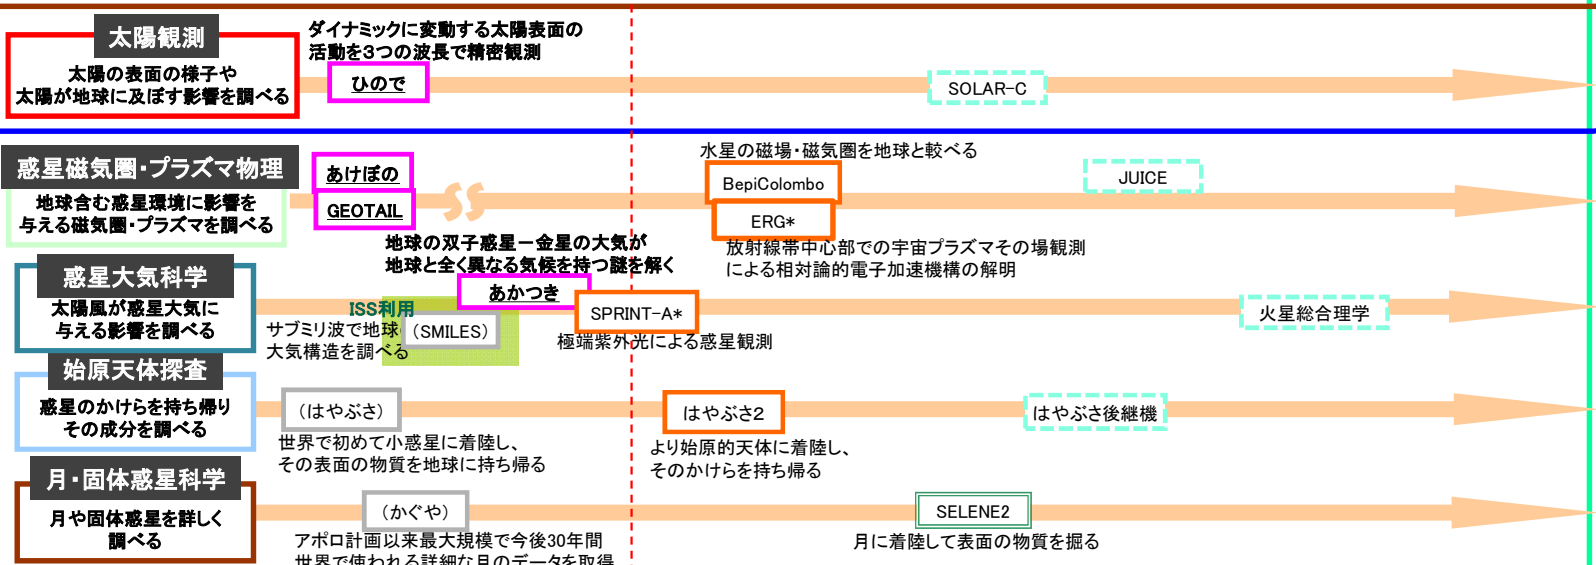 太陽観測
太陽の表面の様子や
太陽が地球に及ぼす影響を調べる
ダイナミックに変動する太陽表面の
活動を3つの波長で精密観測
ひので
SOLAR-C
惑星磁気圏・プラズマ物理
地球含む惑星環境に影響を
与える磁気圏・プラズマを調べる
あけぼの
GEOTAIL
水星の磁場・磁気圏を地球と較べる
BepiColombo
ERG*
放射線帯中心部での宇宙プラズマその場観測
による相対論的電子加速機構の解明
JUICE
惑星大気科学
太陽風が惑星大気に
与える影響を調べる
地球の双子惑星－金星の大気が
地球と全く異なる気候を持つ謎を解く
あかつき
ISS利用
サブミリ波で地球
大気構造を調べる
(SMILES)
SPRINT-A*
極端紫外光による惑星観測
火星総合理学
始原天体探査
惑星のかけらを持ち帰り
その成分を調べる
(はやぶさ)
世界で初めて小惑星に着陸し、
その表面の物質を地球に持ち帰る
はやぶさ2
より始原的天体に着陸し、
そのかけらを持ち帰る
はやぶさ後継機
月・固体惑星科学
月や固体惑星を詳しく
調べる
(かぐや)
アポロ計画以来最大規模で今後30年間
世界で使われる詳細な月のデータを取得
SELENE2
月に着陸して表面の物質を掘る